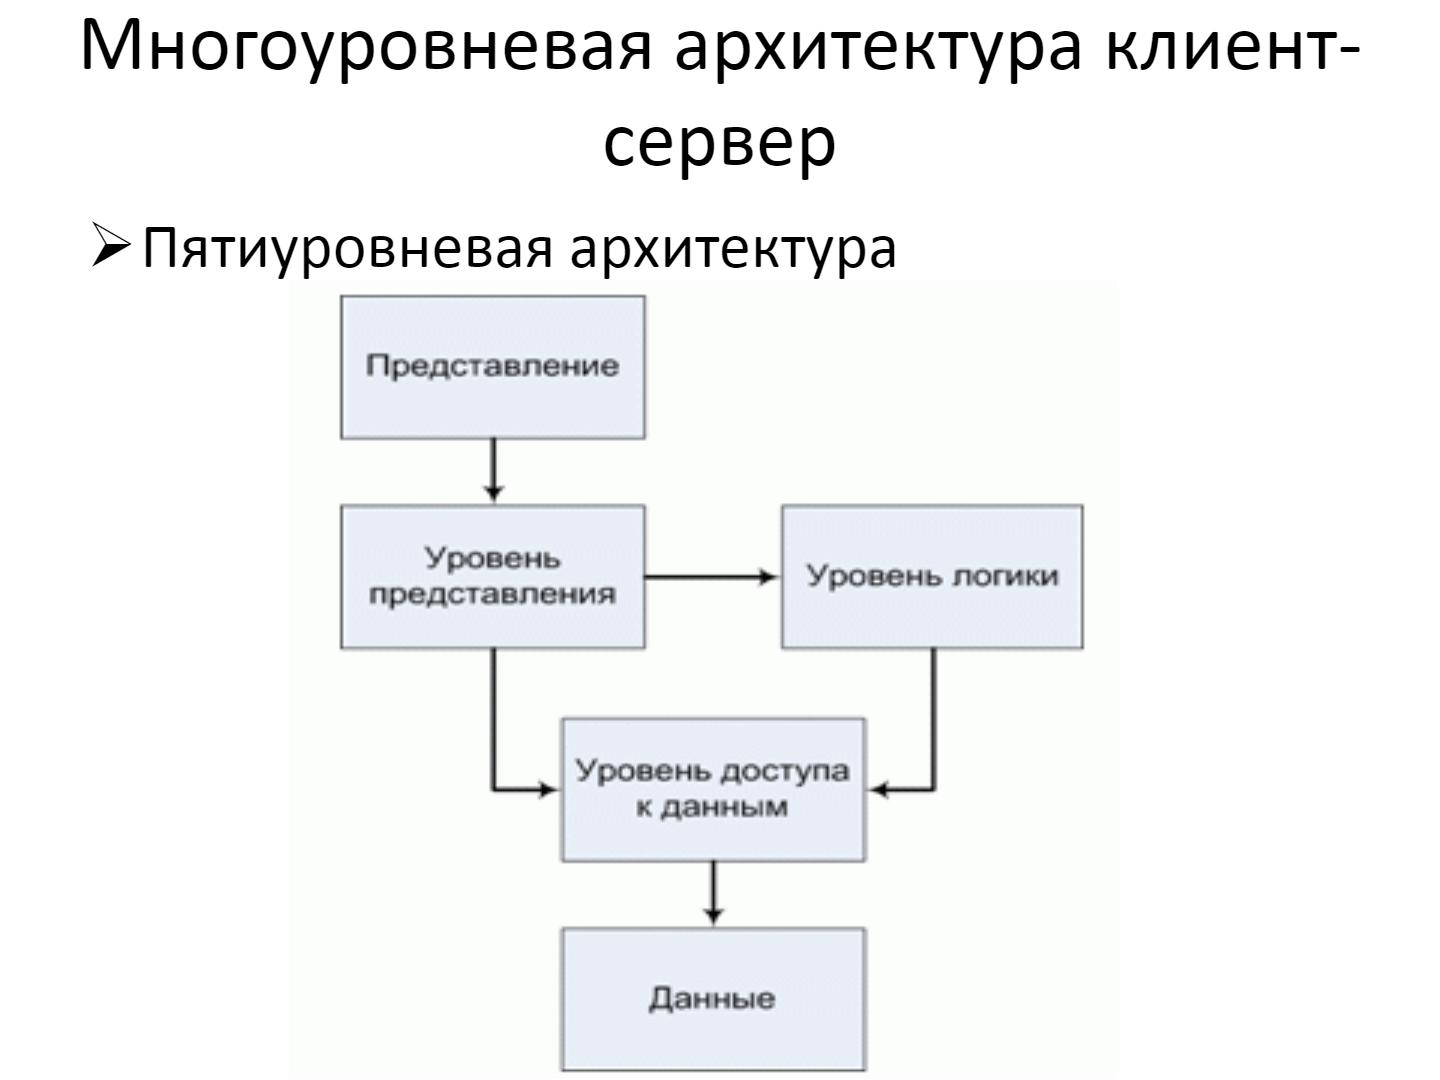 Многоуровневая архитектура клиент-
сервер
Пятиуровневая архитектура
Представление
Уровень
представления
Уровень логики
Уровень доступа
к данным
Данные